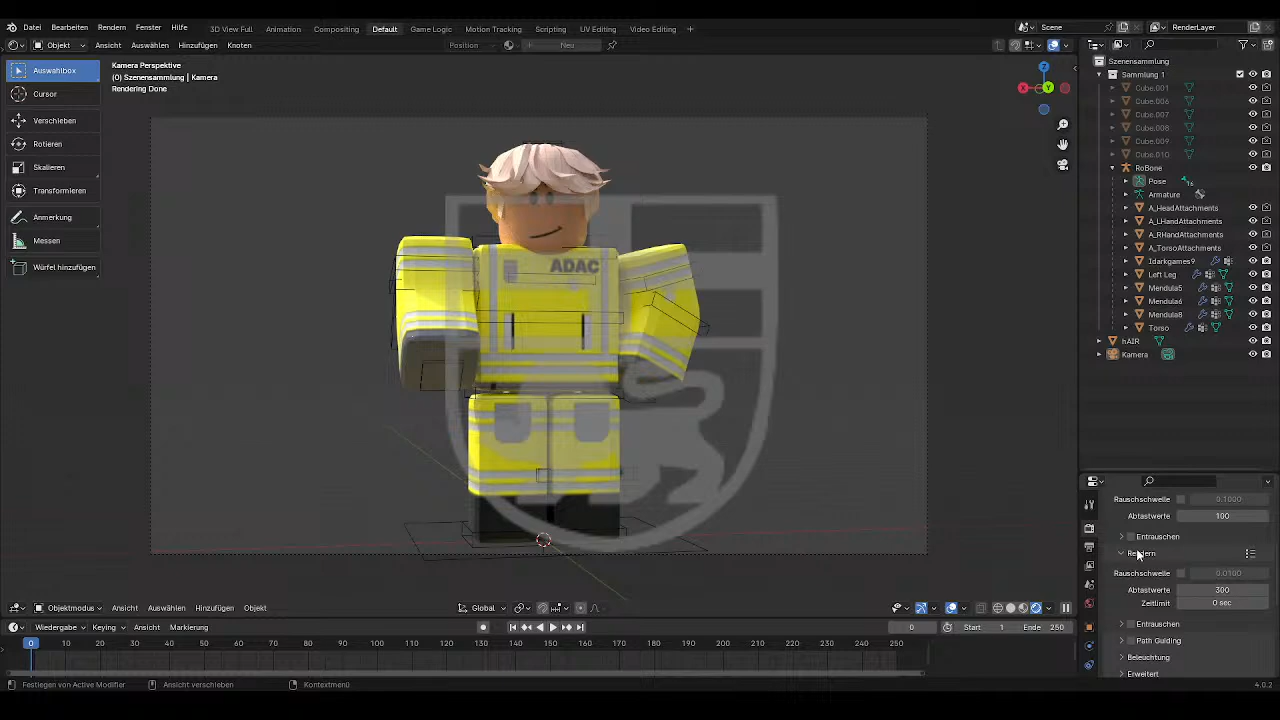 Datei Bearbeiten Rendern Fenster Hilfe 3D View Full Animation Compositing Default Game Logic Motion Tracking Scripting UV Editing Video Editing + Scene RenderLayer
Objekt Ansicht Auswählen Hinzufügen Knoten Position Neu
Auswahlbox
Cursor
Verschieben
Rotieren
Skalieren
Transformieren
Anmerkung
Messen
Würfel hinzufügen
Kamera Perspektive
(0) Szenensammlung | Kamera
Rendering Done
Z
X
Y
ADAC
Szenensammlung
Sammlung 1
Cube.001
Cube.006
Cube.007
Cube.008
Cube.009
Cube.010
RoBone
Pose
Armature
A_HeadAttachments
A_LHandAttachments
A_RHandAttachments
A_TorsoAttachments
1darkgames9
Left Leg
Mendula5
Mendula6
Mendula8
Torso
hAIR
Kamera
Rauschschwelle 0.1000
Abtastwerte 100
Entrauschen
Rendern
Rauschschwelle 0.0100
Abtastwerte 300
Zeitlimit 0 sec
Entrauschen
Path Guiding
Beleuchtung
Erweitert
Objektmodus Ansicht Auswählen Hinzufügen Objekt Global
Wiedergabe Keying Ansicht Markierung 0 Start 1 Ende 250
0 10 20 30 40 50 60 70 80 90 100 110 120 130 140 150 160 170 180 190 200 210 220 230 240 250
Festlegen von Active Modifier Ansicht verschieben Kontextmenü 4.0.2